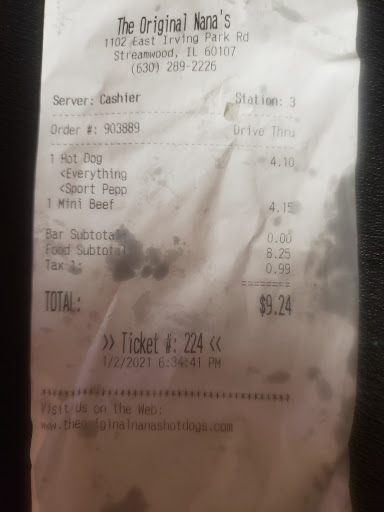 The Original Nana's
1102 East Irving Park Rd
Streamwood, IL 60107
(630) 289-2226
Server: Cashier Station: 3
Order #: 903889 Drive Thru
1 Hot Dog 4.10
<Everything
<Sport Pepp
1 Mini Beef 4.15
Bar Subtotal 0.00
Food Subtotal 8.25
Tax 1: 0.99
TOTAL: $9.24
>> Ticket #: 224 <<
1/2/2021 6:34:41 PM
Visit Us on the Web:
www.theoriginalnanashotdogs.com